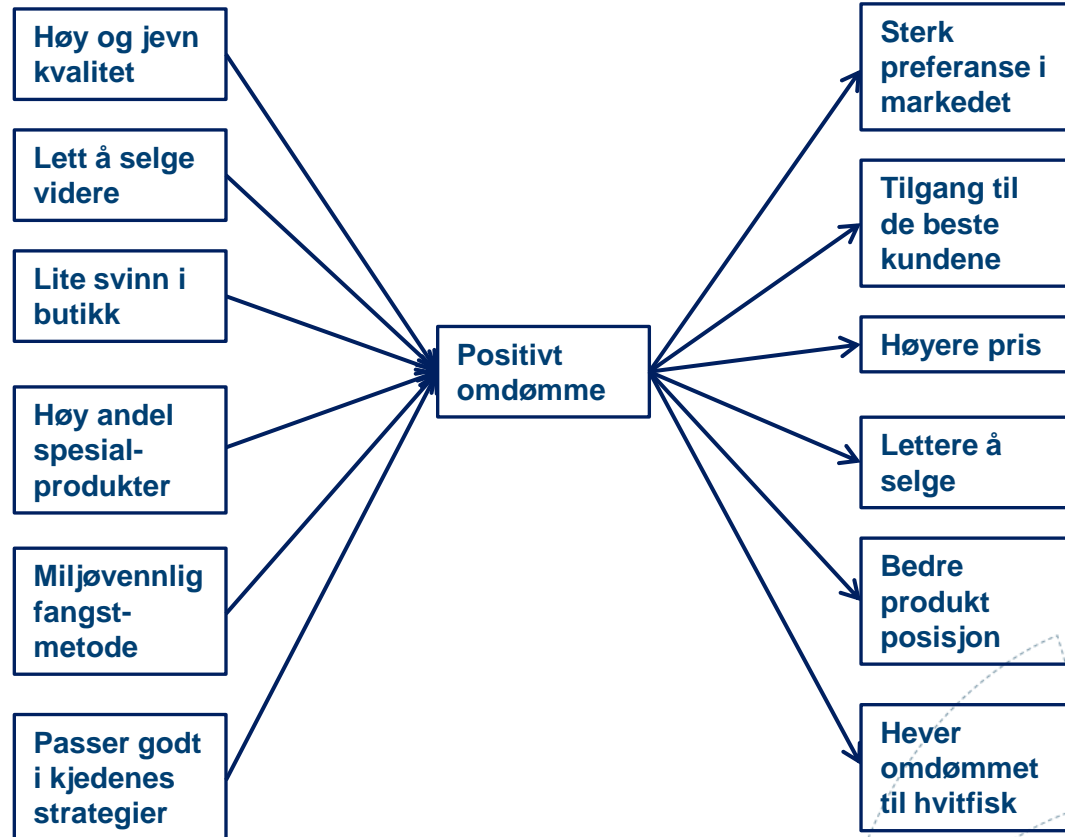 Høy og jevn
kvalitet
Lett å selge
videre
Lite svinn i
butikk
Høy andel
spesial-
produkter
Miljøvennlig
fangst-
metode
Passer godt
i kjedenes
strategier
Positivt
omdømme
Sterk
preferanse i
markedet
Tilgang til
de beste
kundene
Høyere pris
Lettere å
selge
Bedre
produkt
posisjon
Hever
omdømmet
til hvitfisk